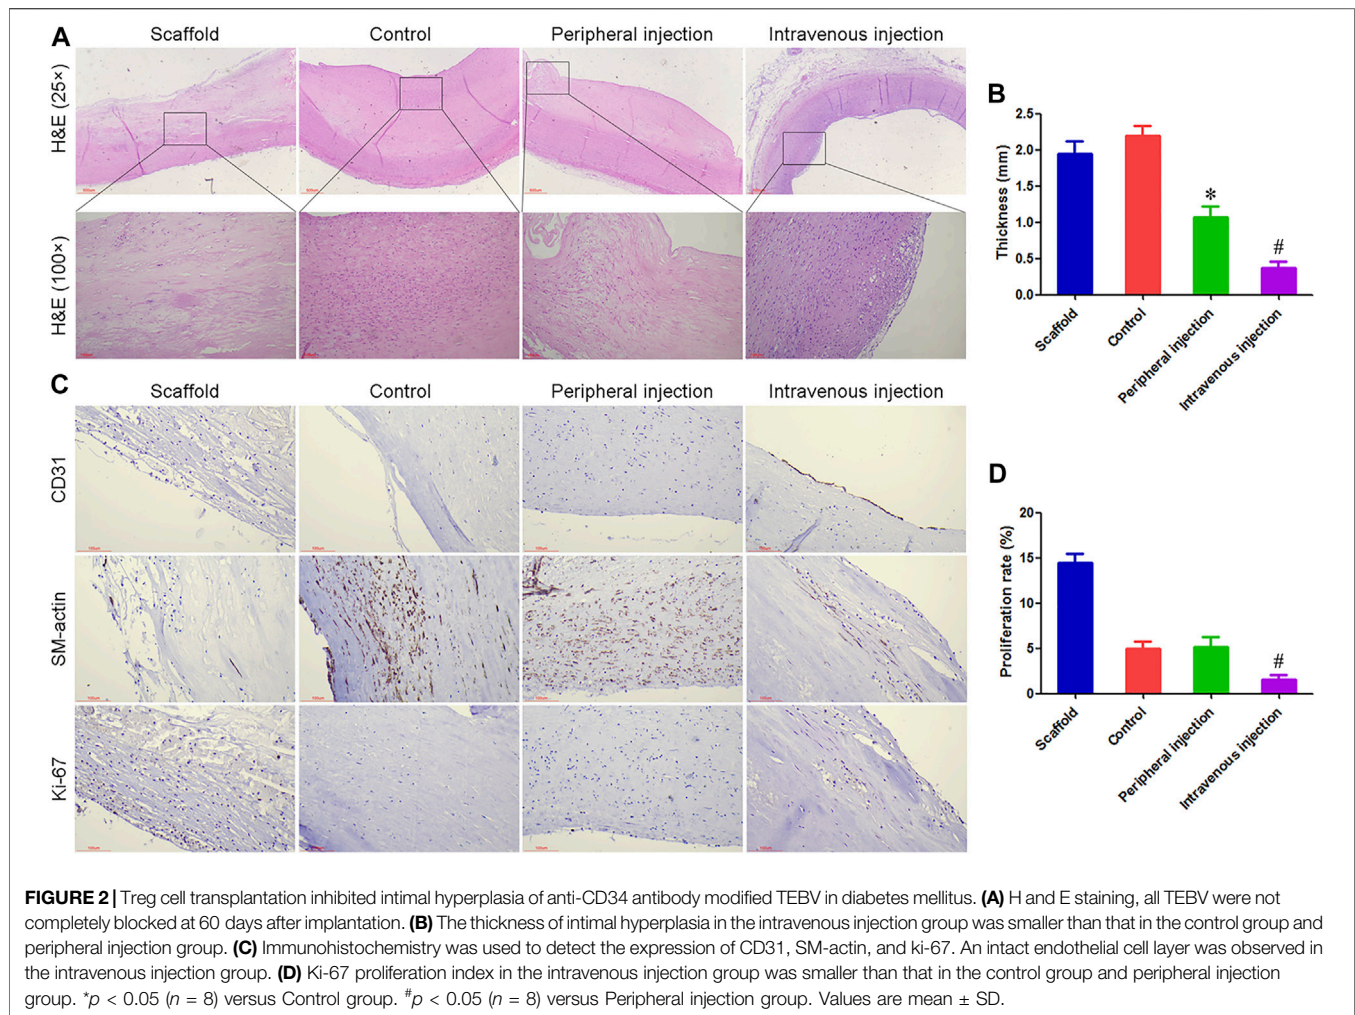 A
Scaffold
Control
Peripheral injection
Intravenous injection
H&E (25×)
H&E (100×)
B
Thickness (mm)
2.5
2.0
1.5
1.0
0.5
0.0
*
#
Scaffold
Control
Peripheral injection
Intravenous injection
C
Scaffold
Control
Peripheral injection
Intravenous injection
CD31
SM-actin
Ki-67
100um
D
Proliferation rate (%)
20
15
10
5
0
#
Scaffold
Control
Peripheral injection
Intravenous injection
FIGURE 2 | Treg cell transplantation inhibited intimal hyperplasia of anti-CD34 antibody modified TEBV in diabetes mellitus. (A) H and E staining, all TEBV were not
completely blocked at 60 days after implantation. (B) The thickness of intimal hyperplasia in the intravenous injection group was smaller than that in the control group and
peripheral injection group. (C) Immunohistochemistry was used to detect the expression of CD31, SM-actin, and ki-67. An intact endothelial cell layer was observed in
the intravenous injection group. (D) Ki-67 proliferation index in the intravenous injection group was smaller than that in the control group and peripheral injection
group. *p < 0.05 (n = 8) versus Control group. #p < 0.05 (n = 8) versus Peripheral injection group. Values are mean ± SD.